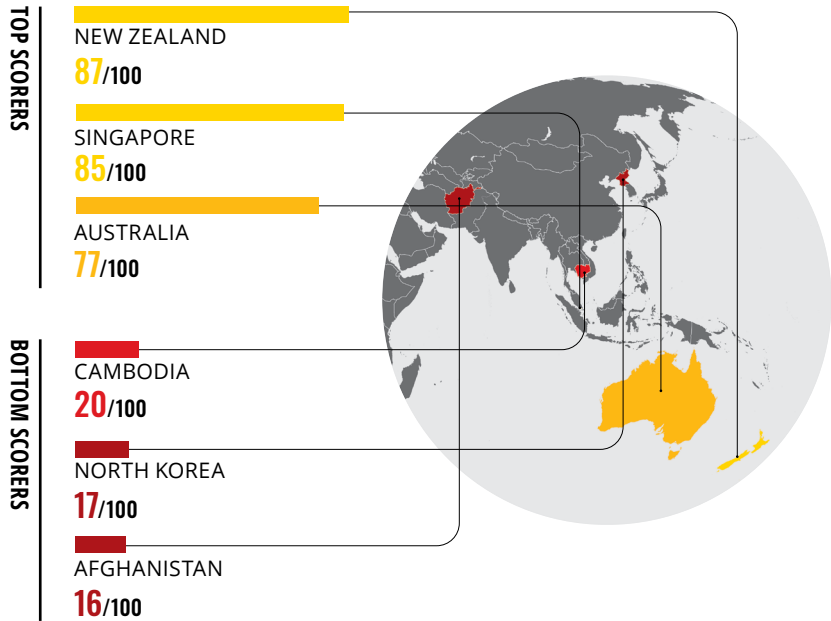 TOP SCORERS
NEW ZEALAND
87/100
SINGAPORE
85/100
AUSTRALIA
77/100
BOTTOM SCORERS
CAMBODIA
20/100
NORTH KOREA
17/100
AFGHANISTAN
16/100